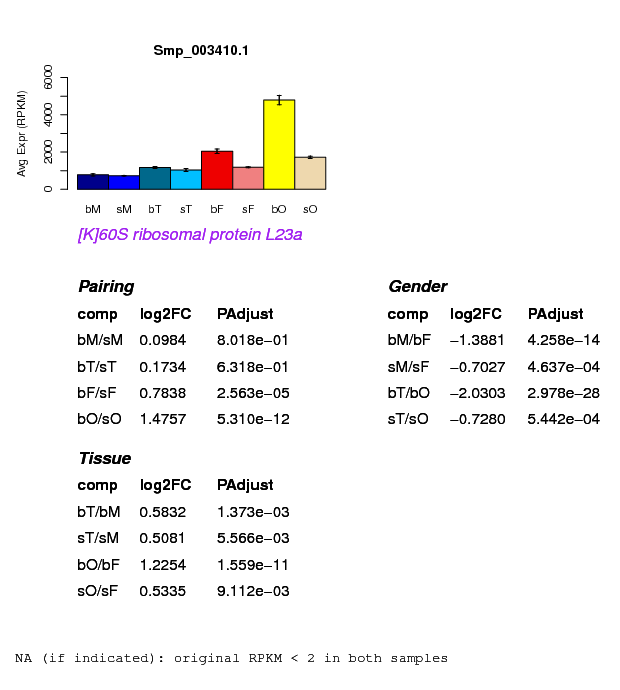 Smp_003410.1
Avg Expr (RPKM)
0 2000 4000 6000
bM sM bT sT bF sF bO sO
[K]60S ribosomal protein L23a
Pairing
comp log2FC PAdjust
bM/sM 0.0984 8.018e−01
bT/sT 0.1734 6.318e−01
bF/sF 0.7838 2.563e−05
bO/sO 1.4757 5.310e−12
Gender
comp log2FC PAdjust
bM/bF −1.3881 4.258e−14
sM/sF −0.7027 4.637e−04
bT/bO −2.0303 2.978e−28
sT/sO −0.7280 5.442e−04
Tissue
comp log2FC PAdjust
bT/bM 0.5832 1.373e−03
sT/sM 0.5081 5.566e−03
bO/bF 1.2254 1.559e−11
sO/sF 0.5335 9.112e−03
NA (if indicated): original RPKM < 2 in both samples